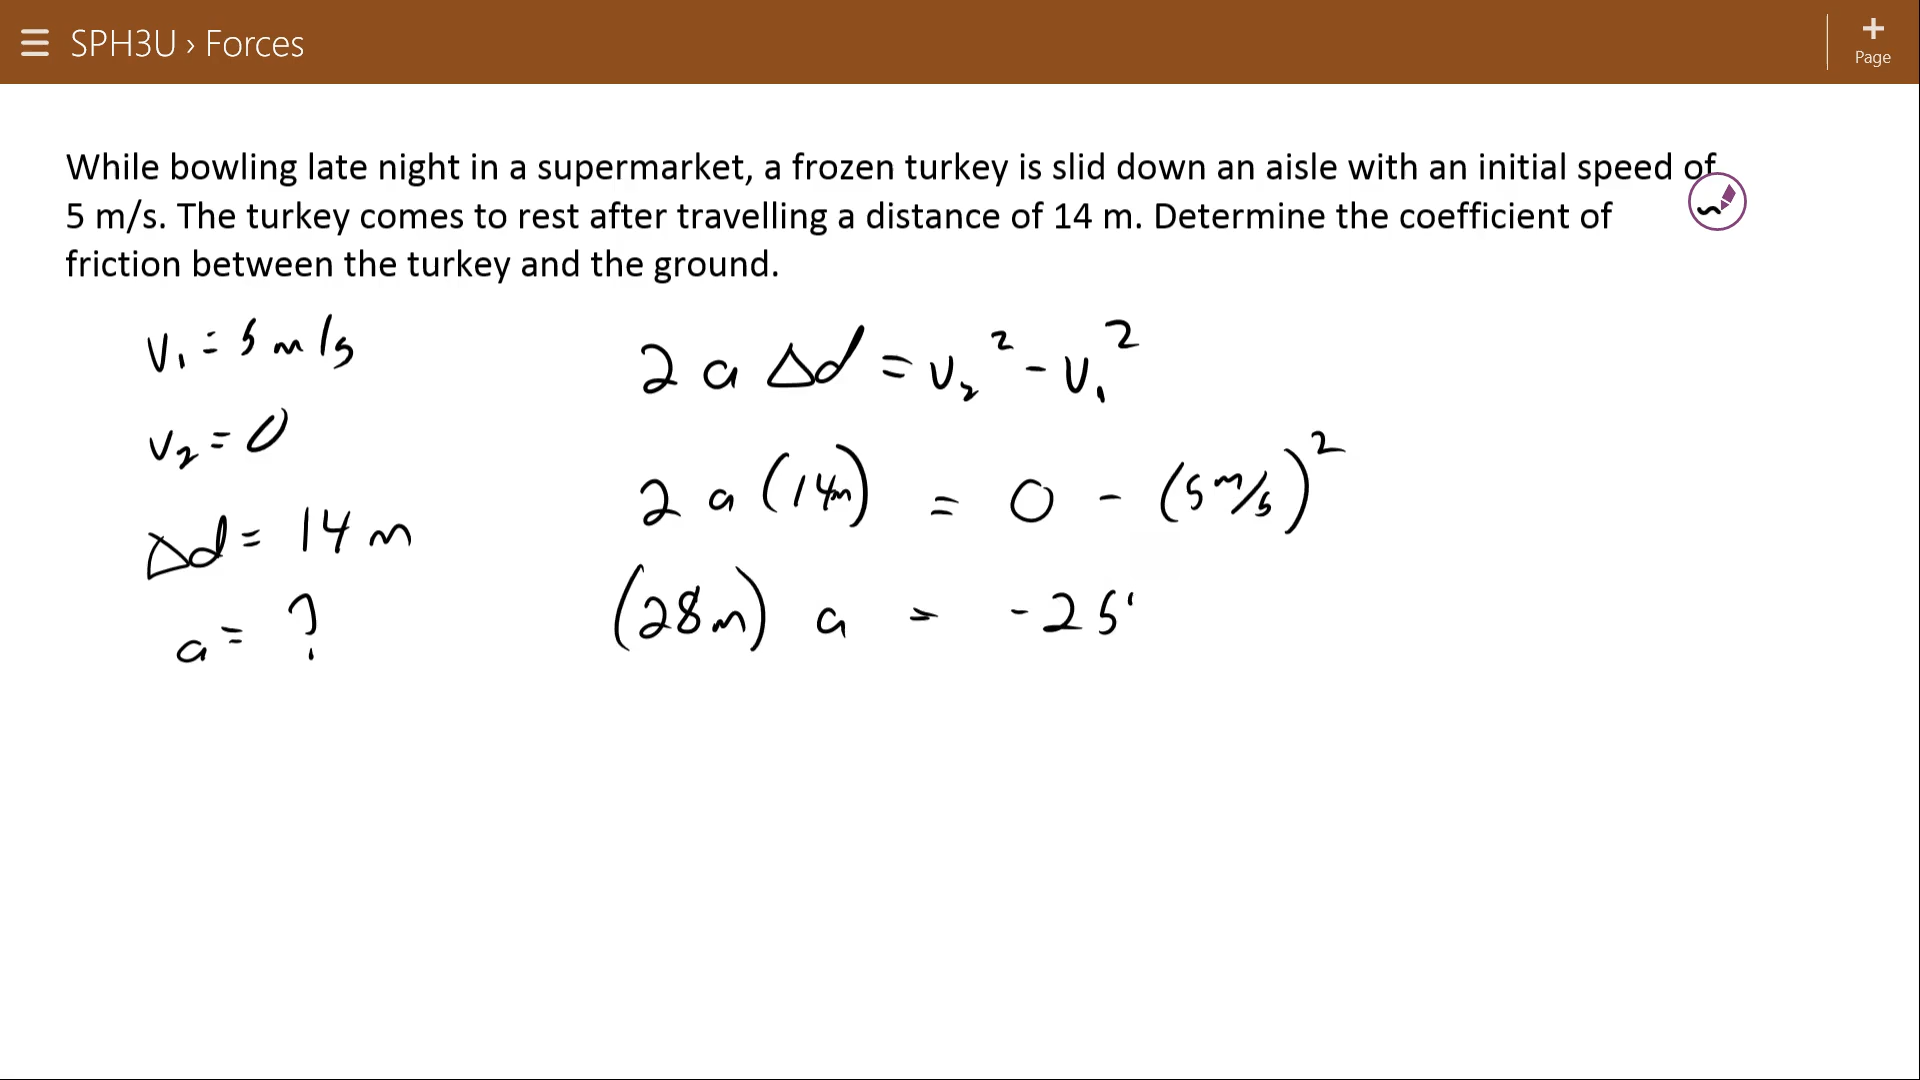 SPH3U › Forces
+
Page
While bowling late night in a supermarket, a frozen turkey is slid down an aisle with an initial speed of
5 m/s. The turkey comes to rest after travelling a distance of 14 m. Determine the coefficient of
friction between the turkey and the ground.
v₁ = 5 m/s
v₂ = 0
Δd = 14 m
a = ?
2 a Δd = v₂² - v₁²
2 a (14m) = 0 - (5 m/s)²
(28m) a = -25